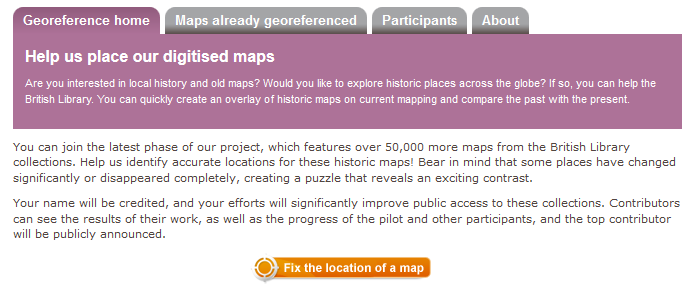 Georeference home Maps already georeferenced Participants About
Help us place our digitised maps
Are you interested in local history and old maps? Would you like to explore historic places across the globe? If so, you can help the
British Library. You can quickly create an overlay of historic maps on current mapping and compare the past with the present.
You can join the latest phase of our project, which features over 50,000 more maps from the British Library
collections. Help us identify accurate locations for these historic maps! Bear in mind that some places have changed
significantly or disappeared completely, creating a puzzle that reveals an exciting contrast.
Your name will be credited, and your efforts will significantly improve public access to these collections. Contributors
can see the results of their work, as well as the progress of the pilot and other participants, and the top contributor
will be publicly announced.
Fix the location of a map